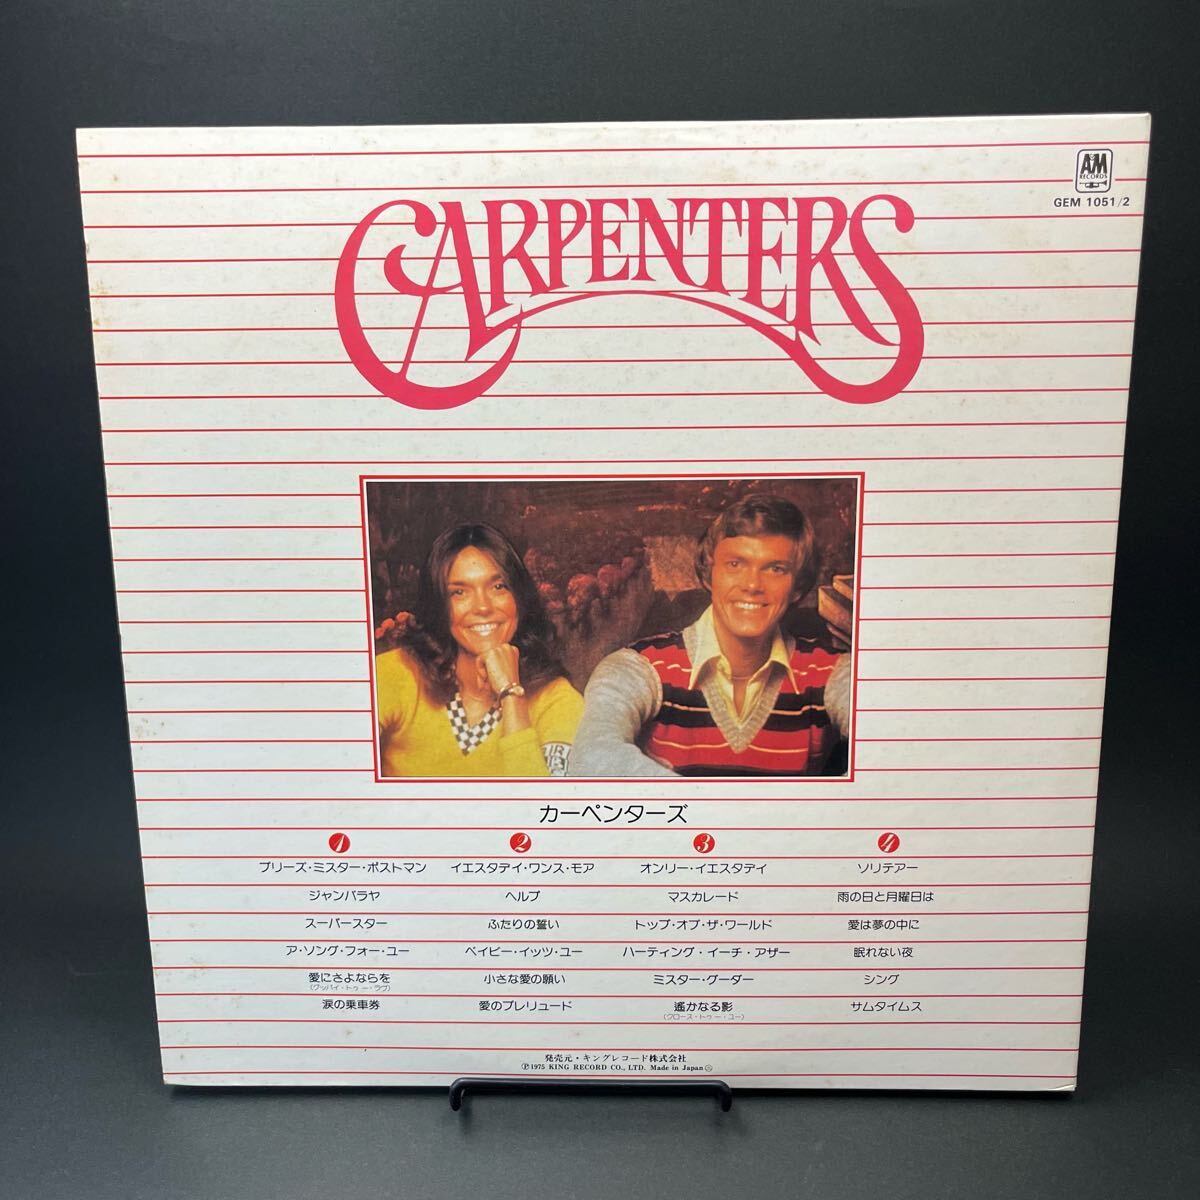 A&M
RECORDS
GEM 1051/2
CARPENTERS
カーペンターズ
1
プリーズ・ミスター・ポストマン
ジャンバラヤ
スーパースター
ア・ソング・フォー・ユー
愛にさよならを
(グッバイ・トゥー・ラブ)
涙の乗車券
2
イエスタデイ・ワンス・モア
ヘルプ
ふたりの誓い
ベイビー・イッツ・ユー
小さな愛の願い
愛のプレリュード
3
オンリー・イエスタデイ
マスカレード
トップ・オブ・ザ・ワールド
ハーティング・イーチ・アザー
ミスター・グーダー
遙かなる影
(クロース・トゥー・ユー)
4
ソリテアー
雨の日と月曜日は
愛は夢の中に
眠れない夜
シング
サムタイムス
発売元・キングレコード株式会社
Ⓟ1975 KING RECORD CO., LTD. Made in Japan